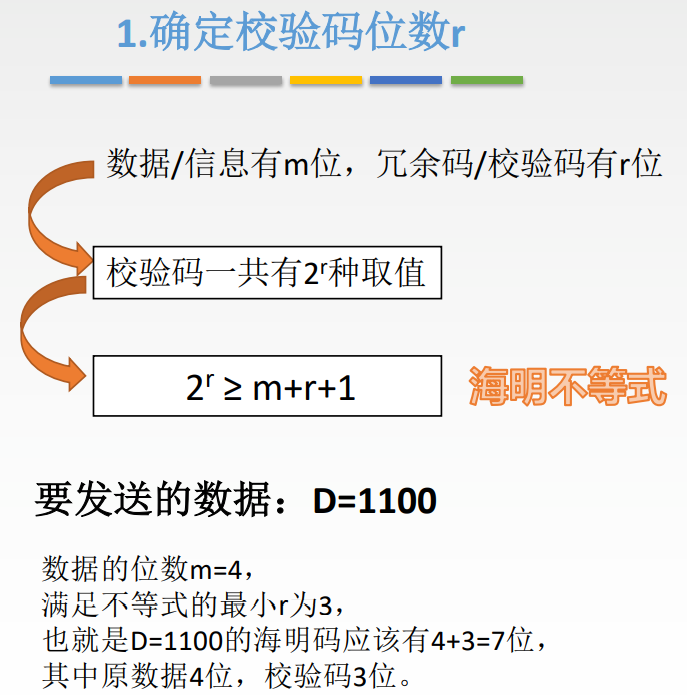 1.确定校验码位数r
数据/信息有m位，冗余码/校验码有r位
校验码一共有2ʳ种取值
2ʳ ≥ m+r+1
海明不等式
要发送的数据：D=1100
数据的位数m=4，
满足不等式的最小r为3，
也就是D=1100的海明码应该有4+3=7位，
其中原数据4位，校验码3位。